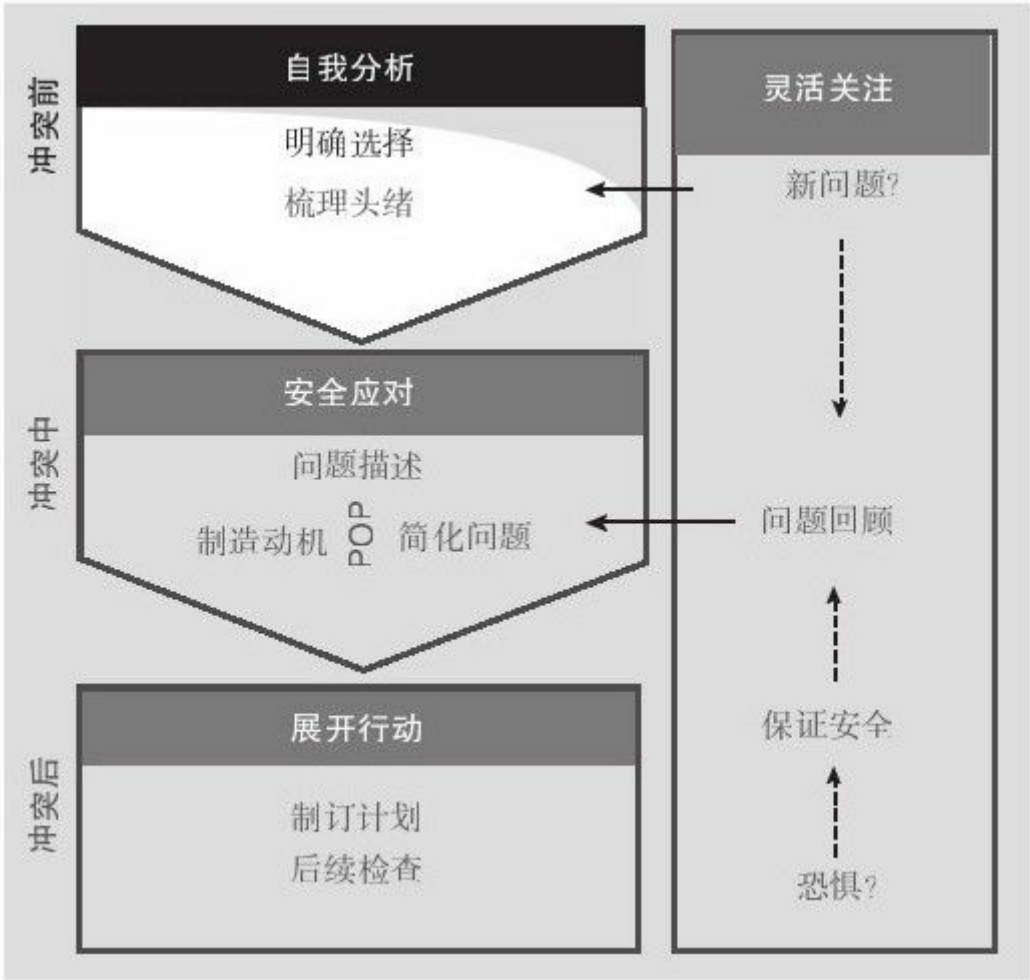 冲突前
自我分析
明确选择
梳理头绪
冲突中
安全应对
问题描述
制造动机 POP 简化问题
冲突后
展开行动
制订计划
后续检查
灵活关注
新问题?
问题回顾
保证安全
恐惧?